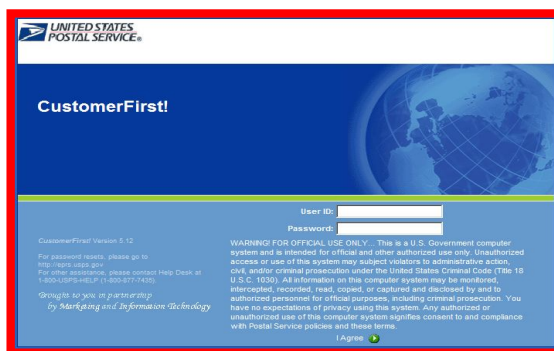 UNITED STATES
POSTAL SERVICE®
CustomerFirst!
User ID:
Password:
CustomerFirst! Version 5.12
For password resets, please go to
http://eprs.usps.gov
For other assistance, please contact Help Desk at
1-800-USPS-HELP (1-800-877-7435)
Brought to you in partnership
by Marketing and Information Technology
WARNING! FOR OFFICIAL USE ONLY... This is a U.S. Government computer
system and is intended for official and other authorized use only. Unauthorized
access or use of this system may subject violators to administrative action,
civil, and/or criminal prosecution under the United States Criminal Code (Title 18
U.S.C. 1030). All information on this computer system may be monitored,
intercepted, recorded, read, copied, or captured and disclosed by and to
authorized personnel for official purposes, including criminal prosecution. You
have no expectations of privacy using this system. Any authorized or
unauthorized use of this computer system signifies consent to and compliance
with Postal Service policies and these terms.
I Agree